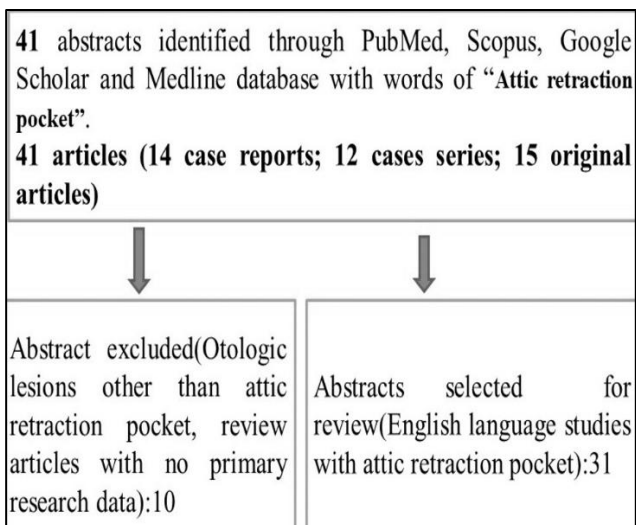 41 abstracts identified through PubMed, Scopus, Google
Scholar and Medline database with words of “Attic retraction
pocket”.
41 articles (14 case reports; 12 cases series; 15 original
articles)
Abstract excluded(Otologic
lesions other than attic
retraction pocket, review
articles with no primary
research data):10
Abstracts selected for
review(English language studies
with attic retraction pocket):31